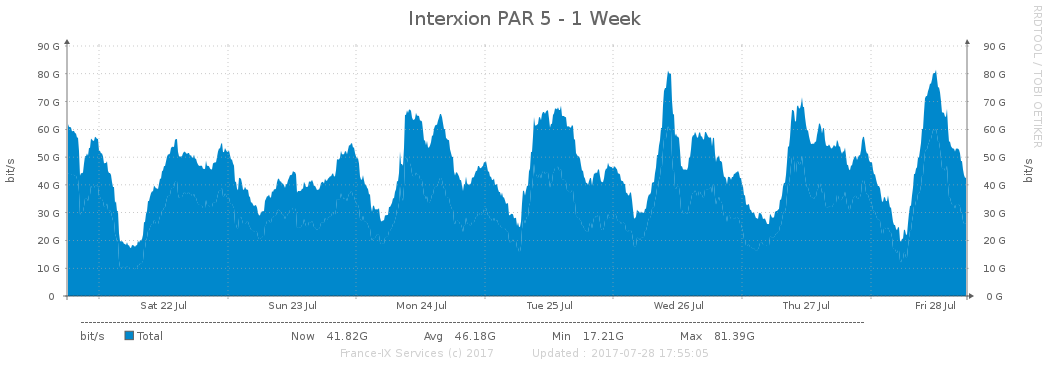 Interxion PAR 5 - 1 Week
RRDTOOL / TOBI OETIKER
bit/s
90 G 90 G
80 G 80 G
70 G 70 G
60 G 60 G
50 G 50 G
40 G 40 G
30 G 30 G
20 G 20 G
10 G 10 G
0 0 G
bit/s
Sat 22 Jul Sun 23 Jul Mon 24 Jul Tue 25 Jul Wed 26 Jul Thu 27 Jul Fri 28 Jul
bit/s Total Now 41.82G Avg 46.18G Min 17.21G Max 81.39G
France-IX Services (c) 2017 Updated : 2017-07-28 17:55:05